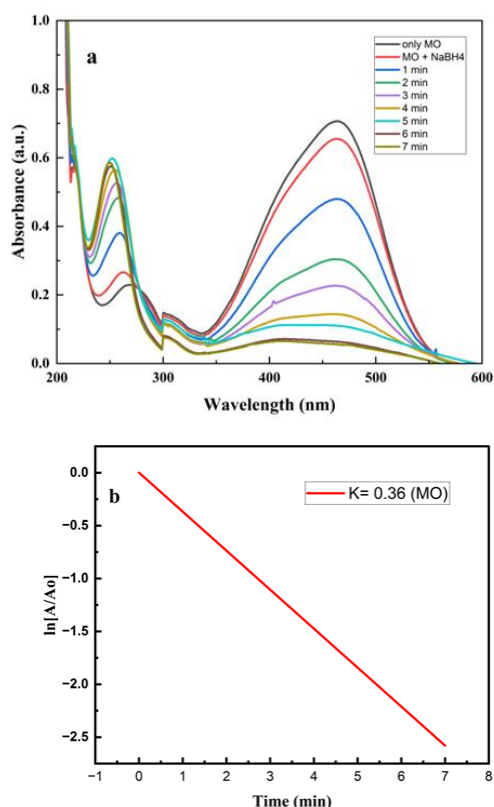 1.0
a
only MO
MO + NaBH4
1 min
2 min
3 min
4 min
5 min
6 min
7 min
0.8
0.6
0.4
0.2
0.0
Absorbance (a.u.)
200 300 400 500 600
Wavelength (nm)
b
K= 0.36 (MO)
0.0
−0.5
−1.0
−1.5
−2.0
−2.5
ln[A/Ao]
−1 0 1 2 3 4 5 6 7 8
Time (min)